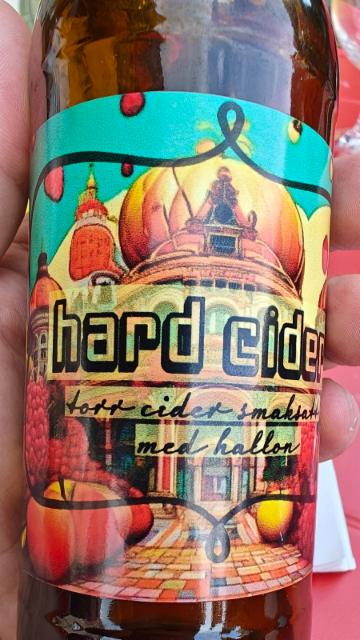 hard cider
torr cider smaksatt
med hallon